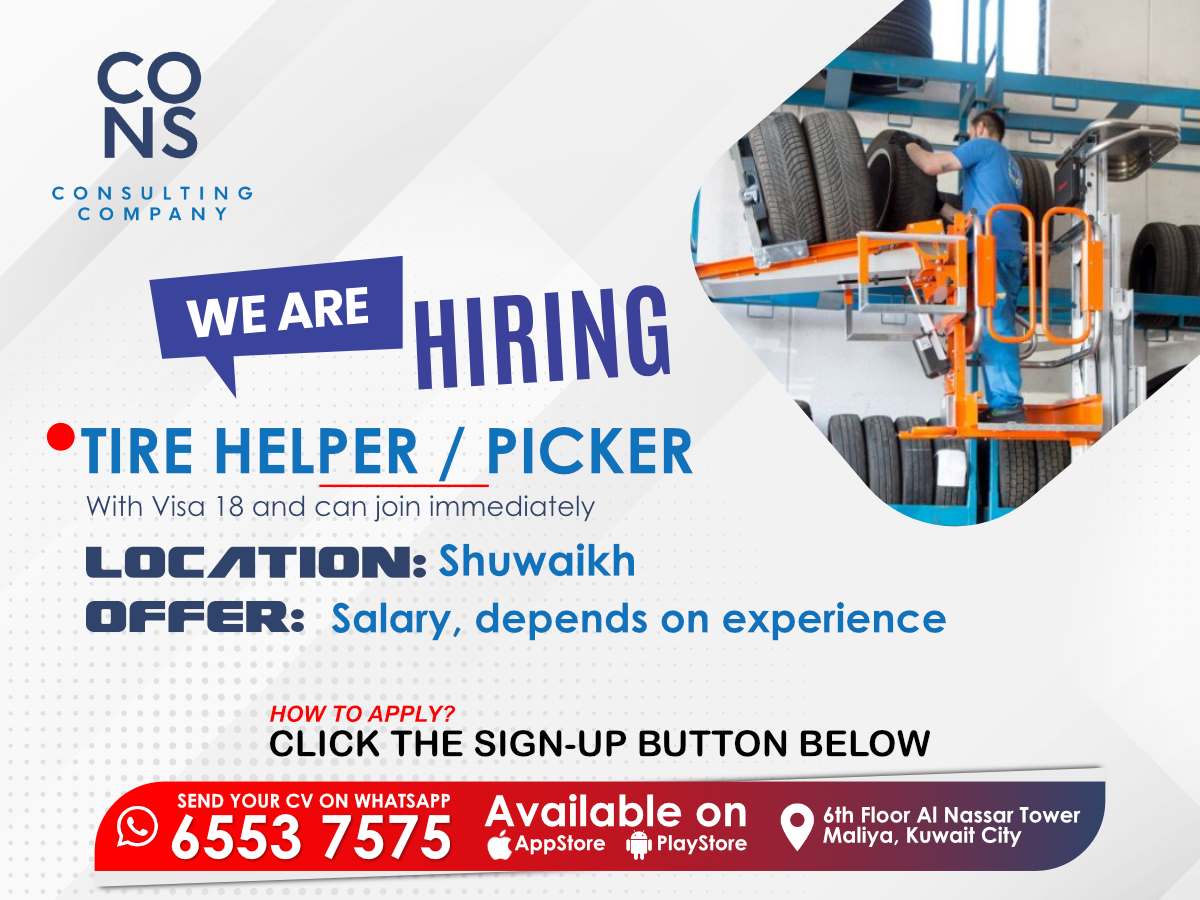 CO
NS
CONSULTING
COMPANY
WE ARE
HIRING
TIRE HELPER / PICKER
With Visa 18 and can join immediately
LOCATION: Shuwaikh
OFFER: Salary, depends on experience
HOW TO APPLY?
CLICK THE SIGN-UP BUTTON BELOW
SEND YOUR CV ON WHATSAPP
6553 7575
Available on
AppStore PlayStore
6th Floor Al Nassar Tower
Maliya, Kuwait City